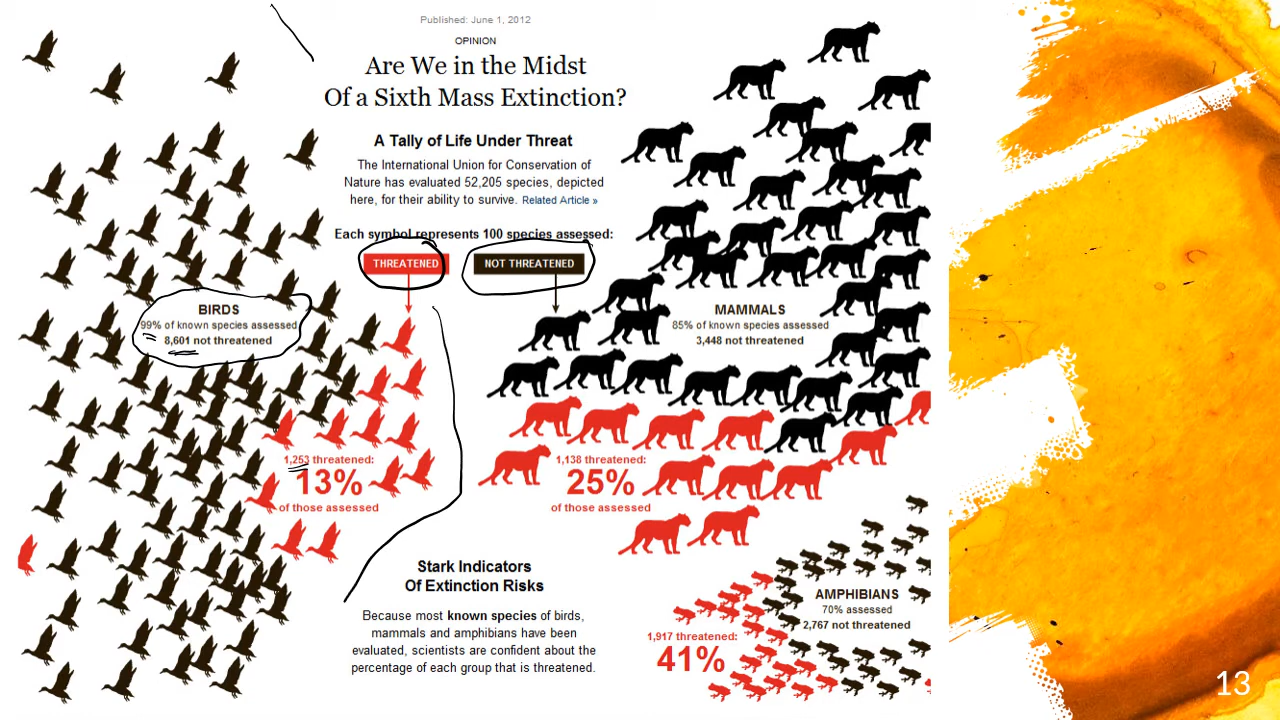 Published: June 1, 2012
OPINION
Are We in the Midst
Of a Sixth Mass Extinction?
A Tally of Life Under Threat
The International Union for Conservation of
Nature has evaluated 52,205 species, depicted
here, for their ability to survive. Related Article »
Each symbol represents 100 species assessed:
THREATENED
NOT THREATENED
BIRDS
99% of known species assessed
8,601 not threatened
MAMMALS
85% of known species assessed
3,448 not threatened
1,253 threatened:
13%
of those assessed
1,138 threatened:
25%
of those assessed
Stark Indicators
Of Extinction Risks
Because most known species of birds,
mammals and amphibians have been
evaluated, scientists are confident about the
percentage of each group that is threatened.
AMPHIBIANS
70% assessed
2,767 not threatened
1,917 threatened:
41%
13